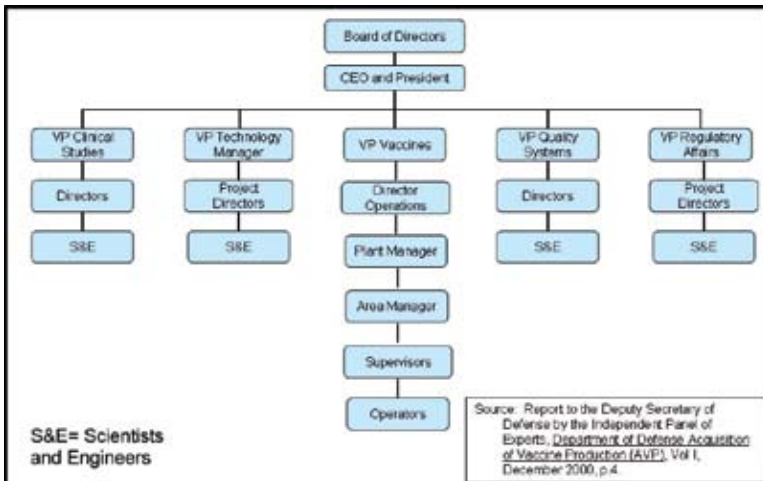 Board of Directors
CEO and President
VP Clinical
Studies
VP Technology
Manager
VP Vaccines
VP Quality
Systems
VP Regulatory
Affairs
Directors
Project
Directors
Director
Operations
Directors
Project
Directors
S&E
S&E
Plant Manager
S&E
S&E
Area Manager
Supervisors
Operators
S&E= Scientists
and Engineers
Source: Report to the Deputy Secretary of
Defense by the Independent Panel of
Experts, Department of Defense Acquisition
of Vaccine Production (AVP), Vol I,
December 2000, p.4.